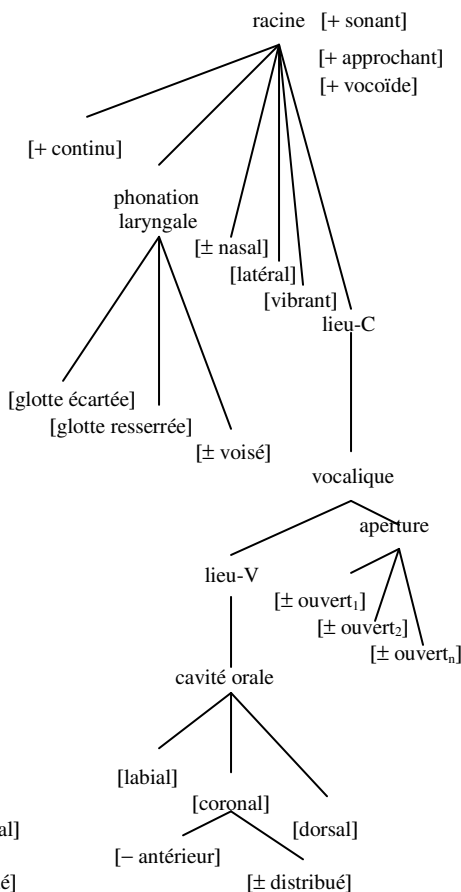 racine [+ sonant]
[+ approchant]
[+ vocoïde]
[+ continu]
phonation
laryngale
[± nasal]
[latéral]
[vibrant]
lieu-C
[glotte écartée]
[glotte resserrée]
[± voisé]
vocalique
aperture
lieu-V
[± ouvert₁]
[± ouvert₂]
[± ouvertₙ]
cavité orale
[labial]
[coronal]
al] [dorsal]
[− antérieur]
é] [± distribué]